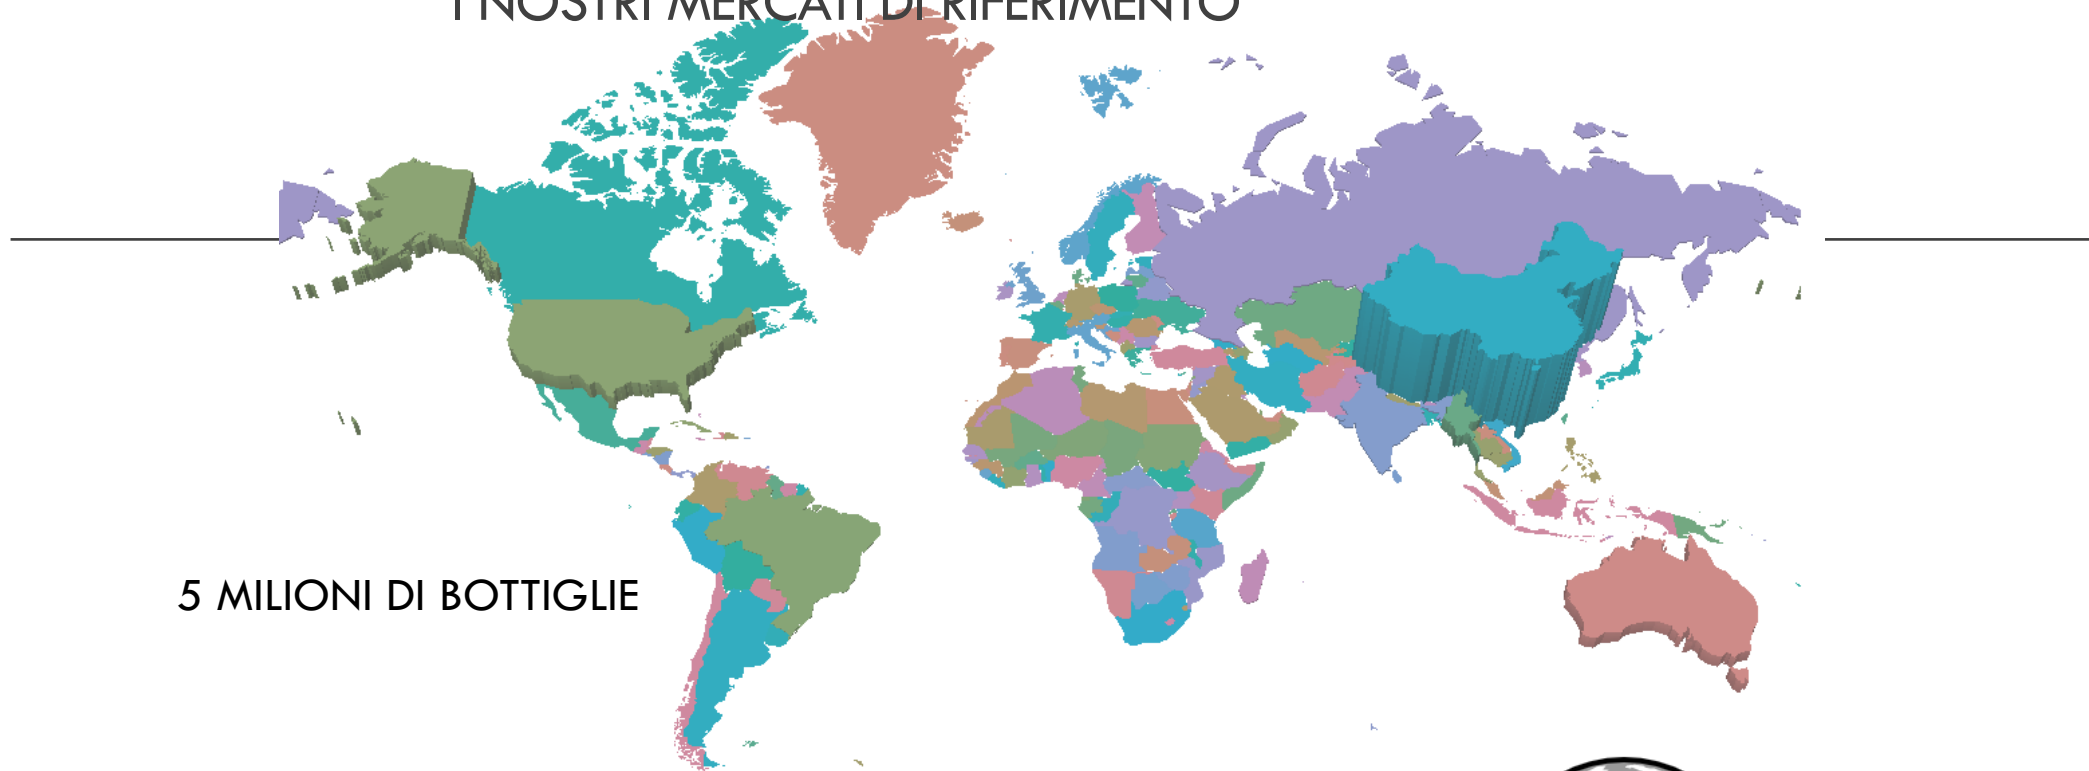 I NOSTRI MERCATI DI RIFERIMENTO
5 MILIONI DI BOTTIGLIE